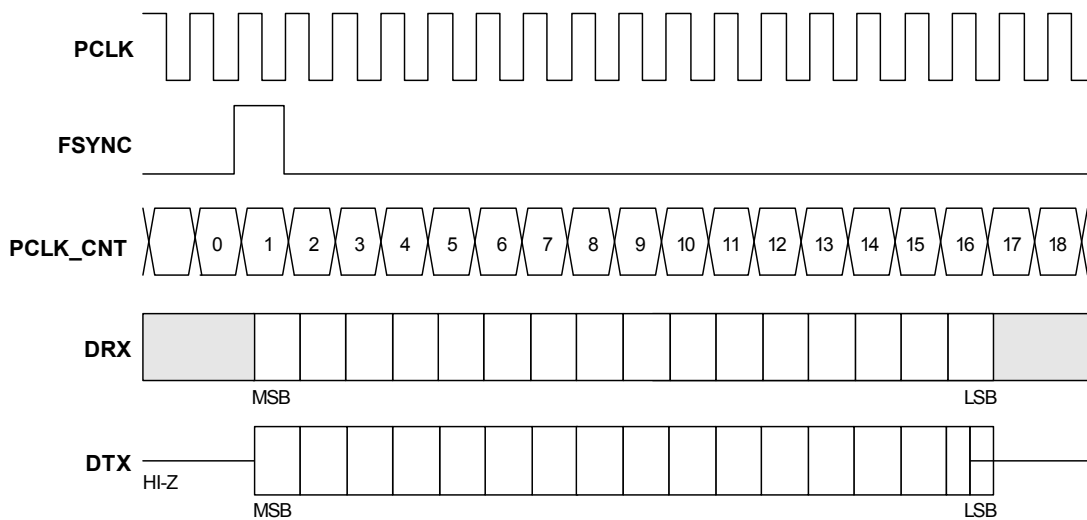 PCLK
FSYNC
PCLK_CNT 0 1 2 3 4 5 6 7 8 9 10 11 12 13 14 15 16 17 18
DRX
MSB LSB
DTX
HI-Z
MSB LSB